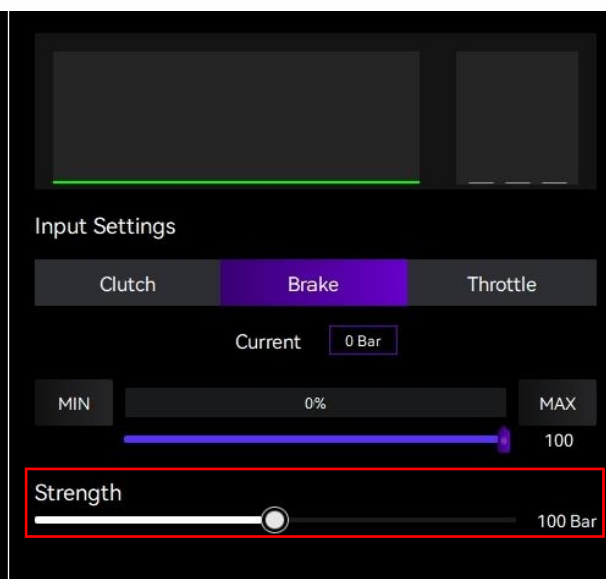 Input Settings
Clutch Brake Throttle
Current 0 Bar
MIN 0% MAX
100
Strength
100 Bar